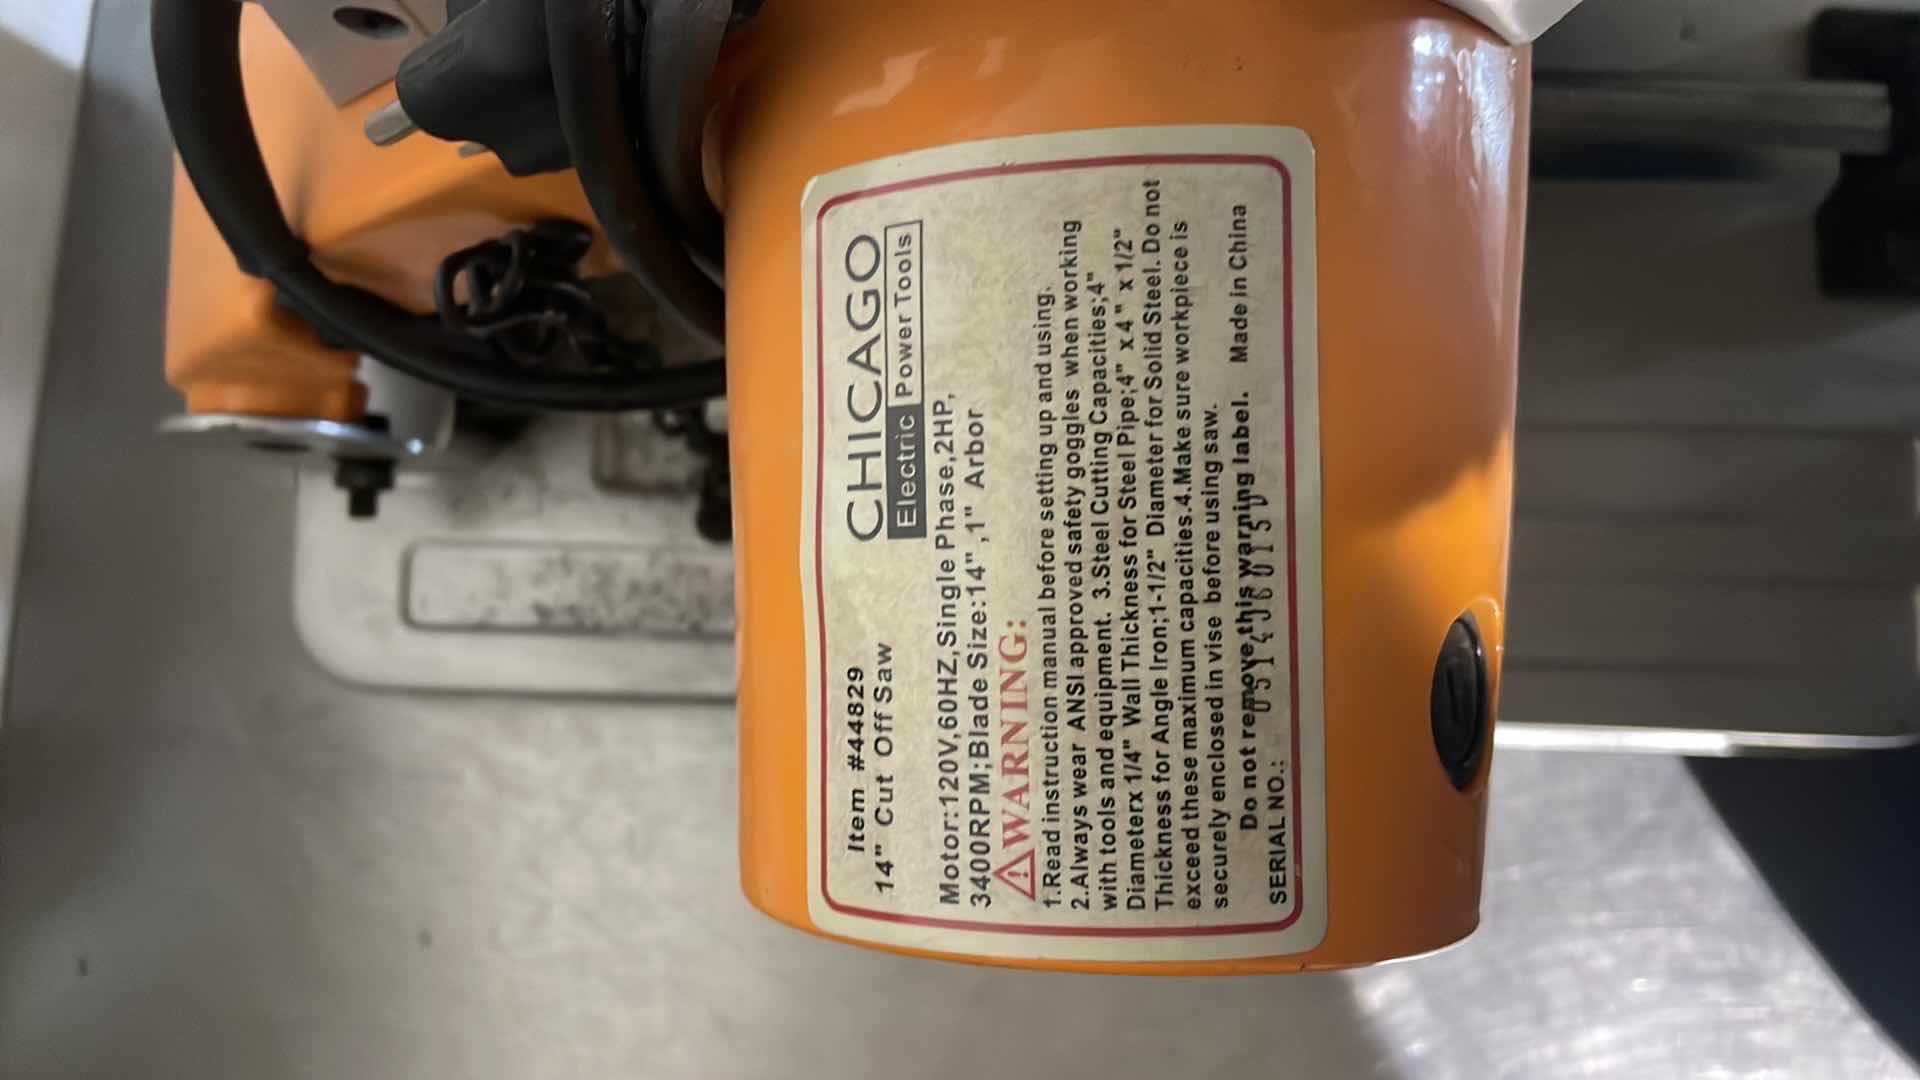 Item #44829
14" Cut Off Saw
CHICAGO
Electric Power Tools
Motor:120V,60HZ,Single Phase,2HP,
3400RPM;Blade Size:14",1" Arbor
WARNING:
1.Read instruction manual before setting up and using.
2.Always wear ANSI approved safety goggles when working
with tools and equipment. 3.Steel Cutting Capacities;4"
Diameterx 1/4" Wall Thickness for Steel Pipe;4" x 4" x 1/2"
Thickness for Angle Iron;1-1/2" Diameter for Solid Steel.Do not
exceed these maximum capacities.4.Make sure workpiece is
securely enclosed in vise before using saw.
Do not remove this warning label. Made in China
SERIAL NO.: